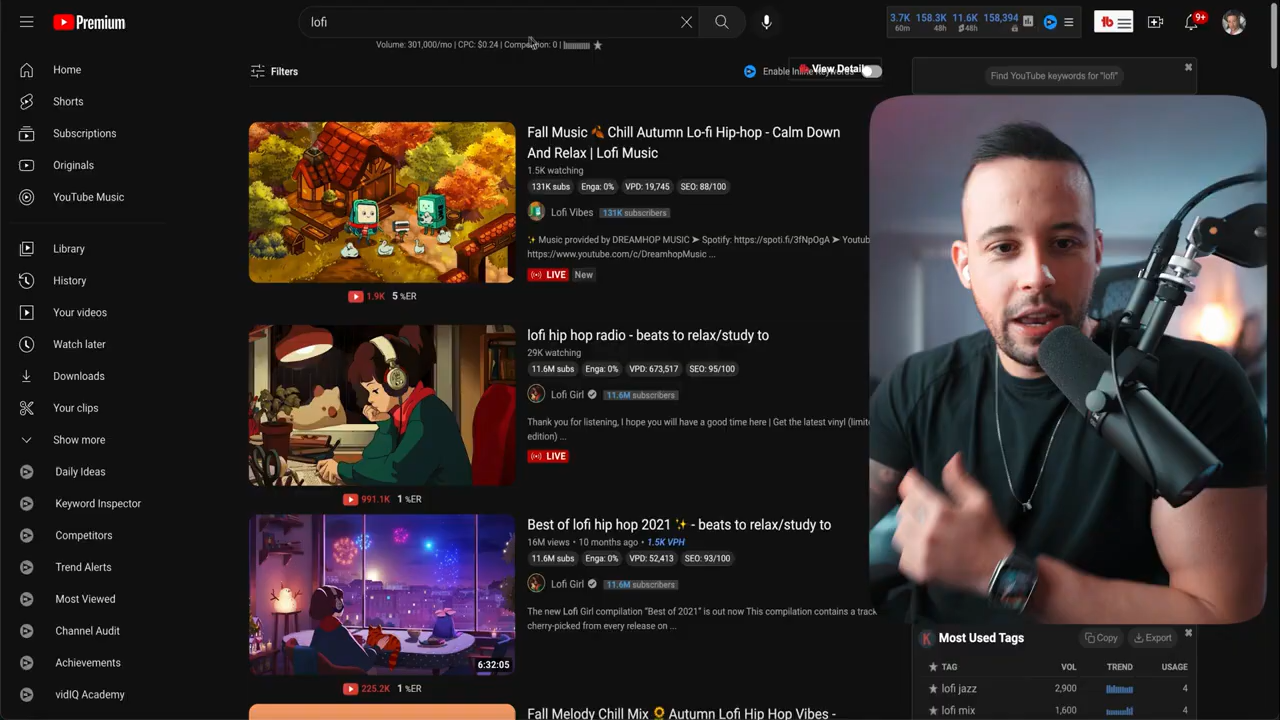 Premium
lofi
3.7K 158.3K 11.6K 158,394
60m 48h 48h
9+
Volume: 301,000/mo | CPC: $0.24 | Competition: 0 |
Filters
View Details
Find YouTube keywords for "lofi"
Home
Shorts
Subscriptions
Originals
YouTube Music
Library
History
Your videos
Watch later
Downloads
Your clips
Show more
Daily Ideas
Keyword Inspector
Competitors
Trend Alerts
Most Viewed
Channel Audit
Achievements
vidIQ Academy
Fall Music 🍂 Chill Autumn Lo-fi Hip-hop - Calm Down
And Relax | Lofi Music
1.5K watching
131K subs Enga: 0% VPD: 19,745 SEO: 88/100
Lofi Vibes 131K subscribers
✨ Music provided by DREAMHOP MUSIC ➤ Spotify: https://spoti.fi/3fNpOgA ➤ Youtub
https://www.youtube.com/c/DreamhopMusic ...
LIVE New
1.9K 5 %ER
lofi hip hop radio - beats to relax/study to
29K watching
11.6M subs Enga: 0% VPD: 673,517 SEO: 95/100
Lofi Girl 11.6M subscribers
Thank you for listening, I hope you will have a good time here | Get the latest vinyl (limite
edition) ...
LIVE
991.1K 1 %ER
Best of lofi hip hop 2021 ✨ - beats to relax/study to
16M views • 10 months ago • 1.5K VPH
11.6M subs Enga: 0% VPD: 52,413 SEO: 93/100
Lofi Girl 11.6M subscribers
The new Lofi Girl compilation "Best of 2021" is out now This compilation contains a track
cherry-picked from every release on ...
6:32:05
225.2K 1 %ER
Fall Melody Chill Mix 🌻 Autumn Lofi Hip Hop Vibes -
Most Used Tags
Copy Export
TAG VOL TREND USAGE
lofi jazz 2,900 4
lofi mix 1,600 4